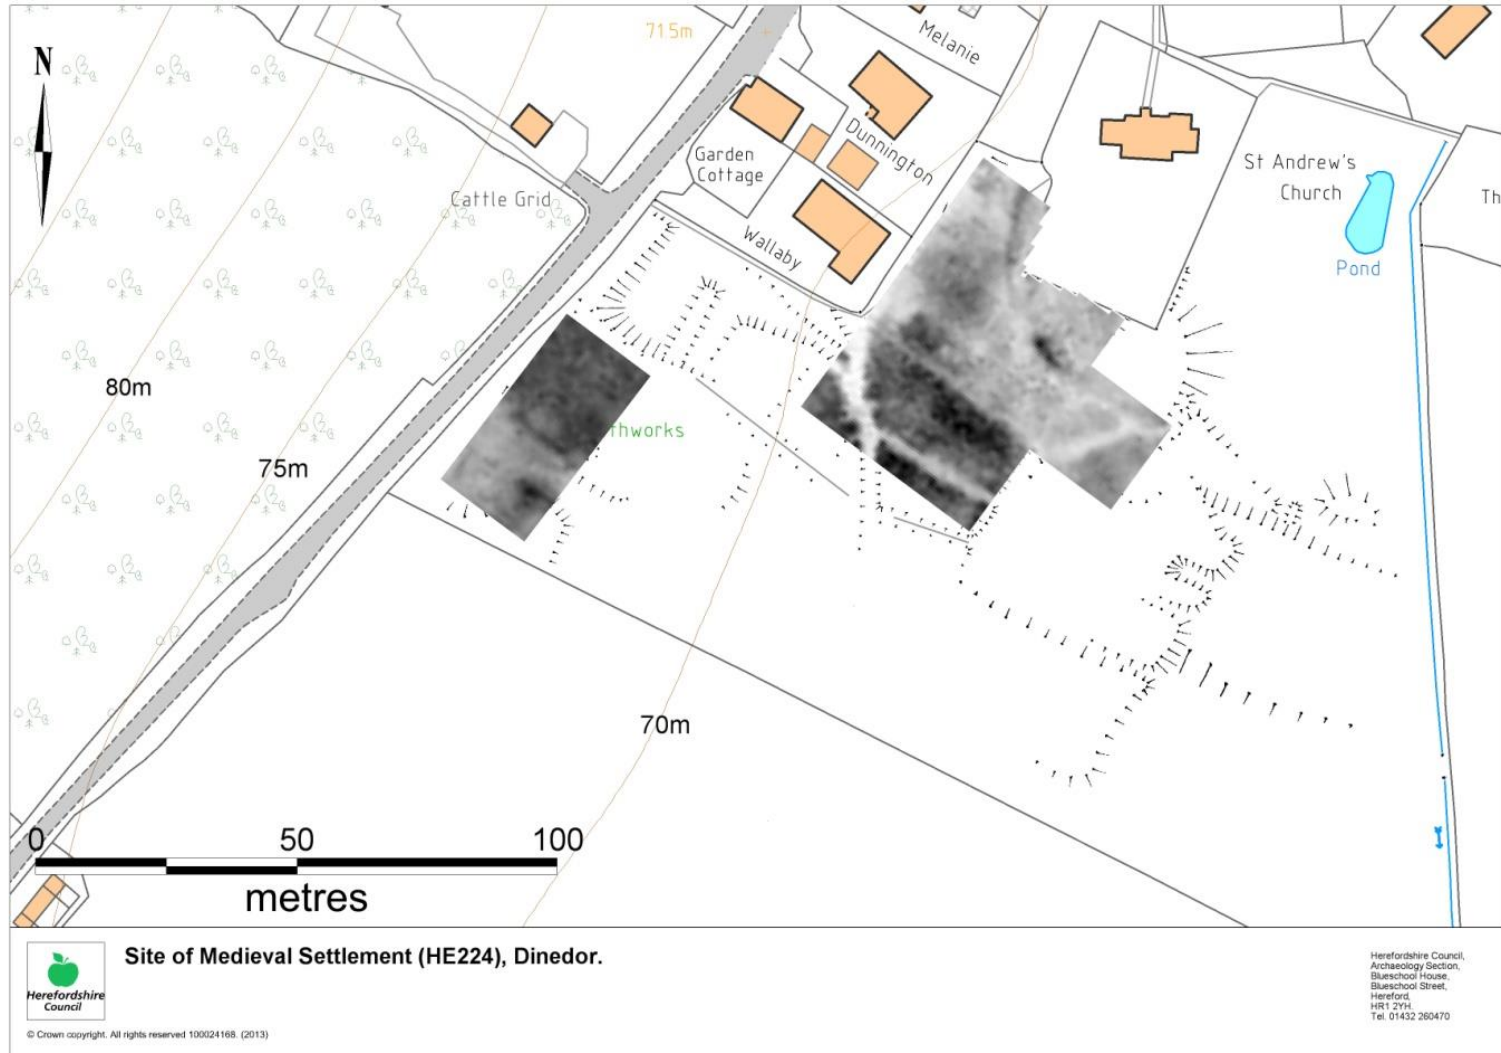 71.5m
Melanie
N
Dunnington
Garden
Cottage
St Andrew's
Church
Th
Cattle Grid
Wallaby
Pond
80m
thworks
75m
70m
0 50 100
metres
Site of Medieval Settlement (HE224), Dinedor.
Herefordshire
Council
Herefordshire Council,
Archaeology Section,
Blueschool House,
Blueschool Street,
Hereford,
HR1 2YH
Tel. 01432 260470
© Crown copyright. All rights reserved 100024168. (2013)